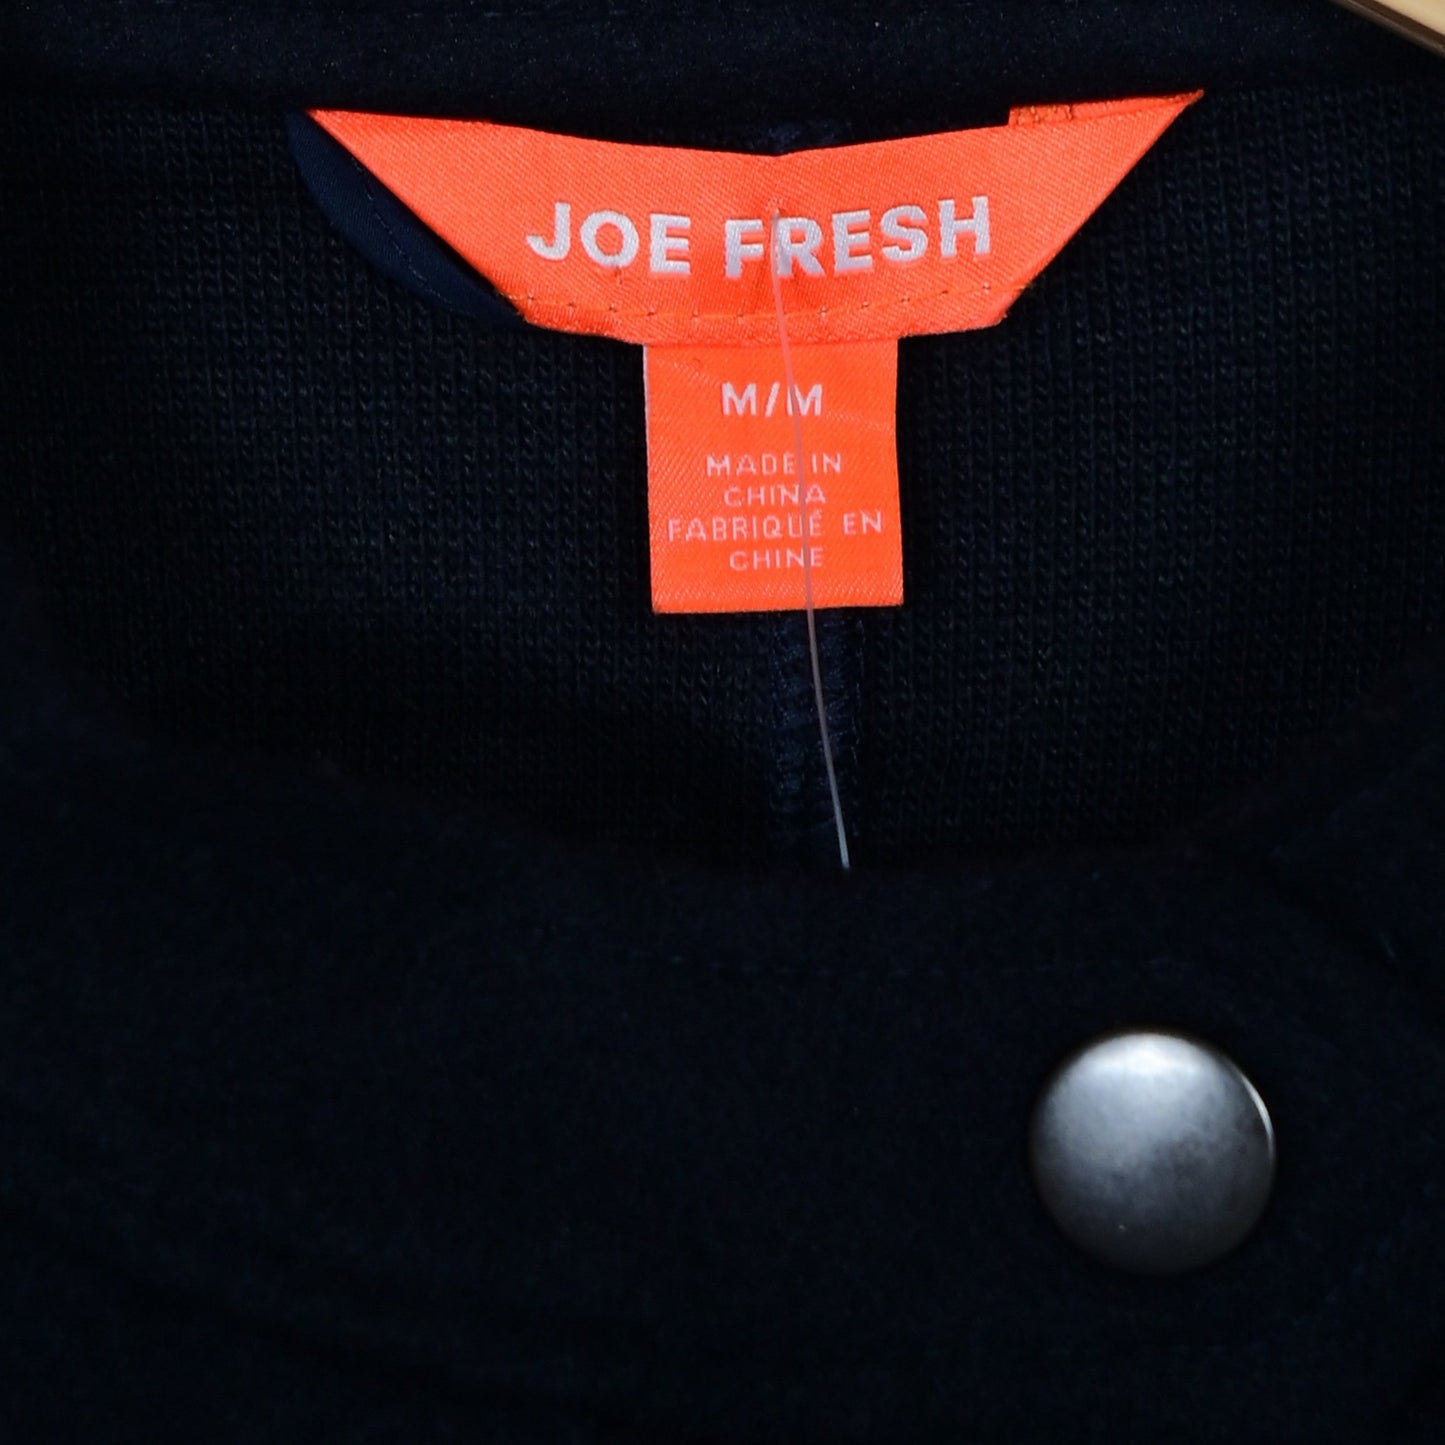 JOE FRESH
M/M
MADE IN
CHINA
FABRIQUÉ EN
CHINE